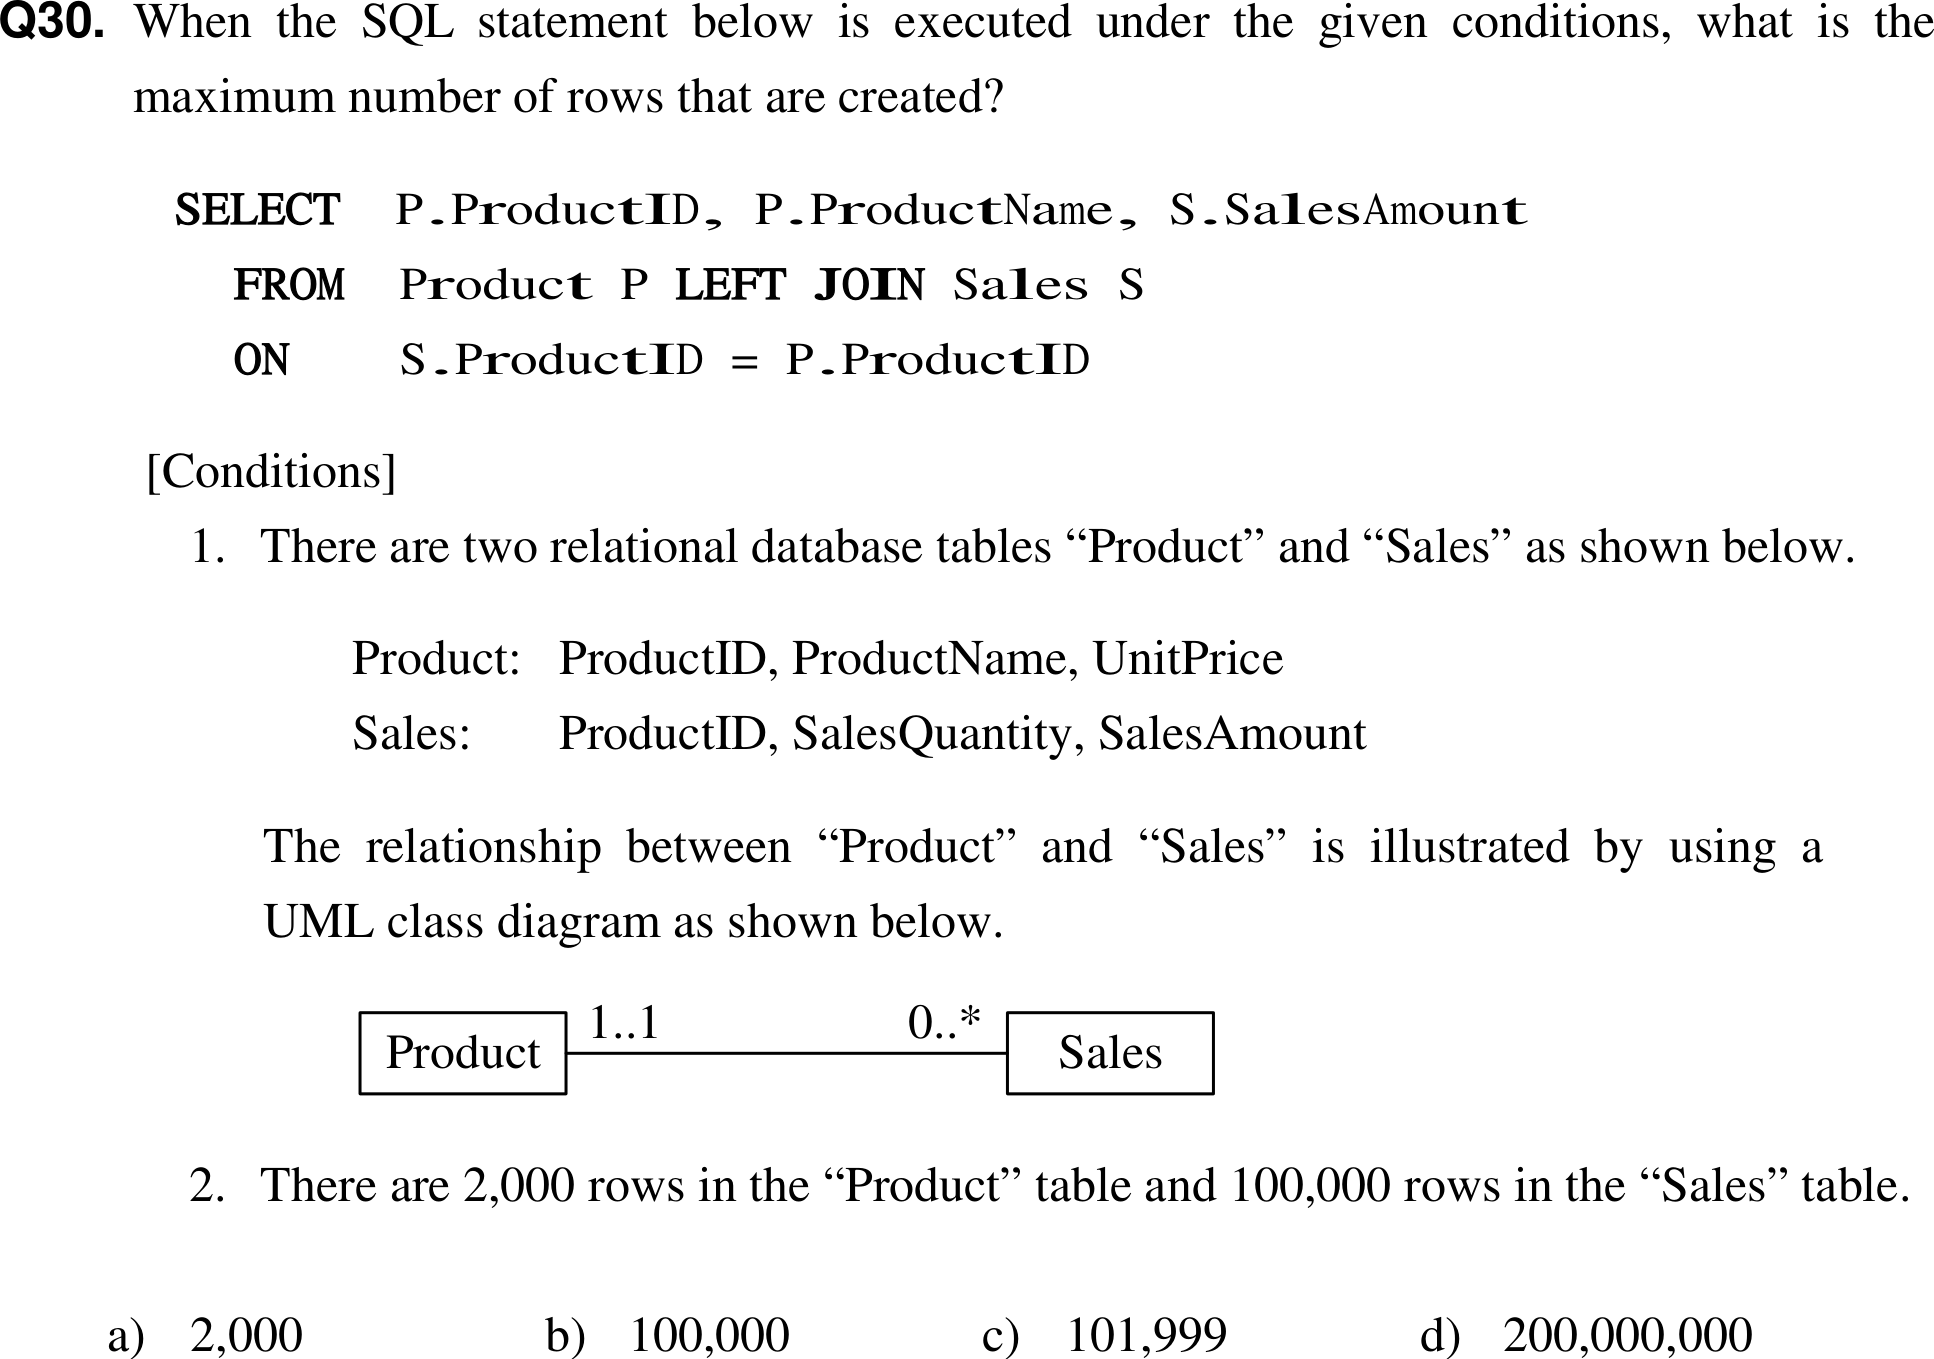 Q30. When the SQL statement below is executed under the given conditions, what is the
maximum number of rows that are created?
SELECT P.ProductID, P.ProductName, S.SalesAmount
FROM Product P LEFT JOIN Sales S
ON S.ProductID = P.ProductID
[Conditions]
1. There are two relational database tables “Product” and “Sales” as shown below.
Product: ProductID, ProductName, UnitPrice
Sales: ProductID, SalesQuantity, SalesAmount
The relationship between “Product” and “Sales” is illustrated by using a
UML class diagram as shown below.
Product 1..1 0..* Sales
2. There are 2,000 rows in the “Product” table and 100,000 rows in the “Sales” table.
a) 2,000 b) 100,000 c) 101,999 d) 200,000,000